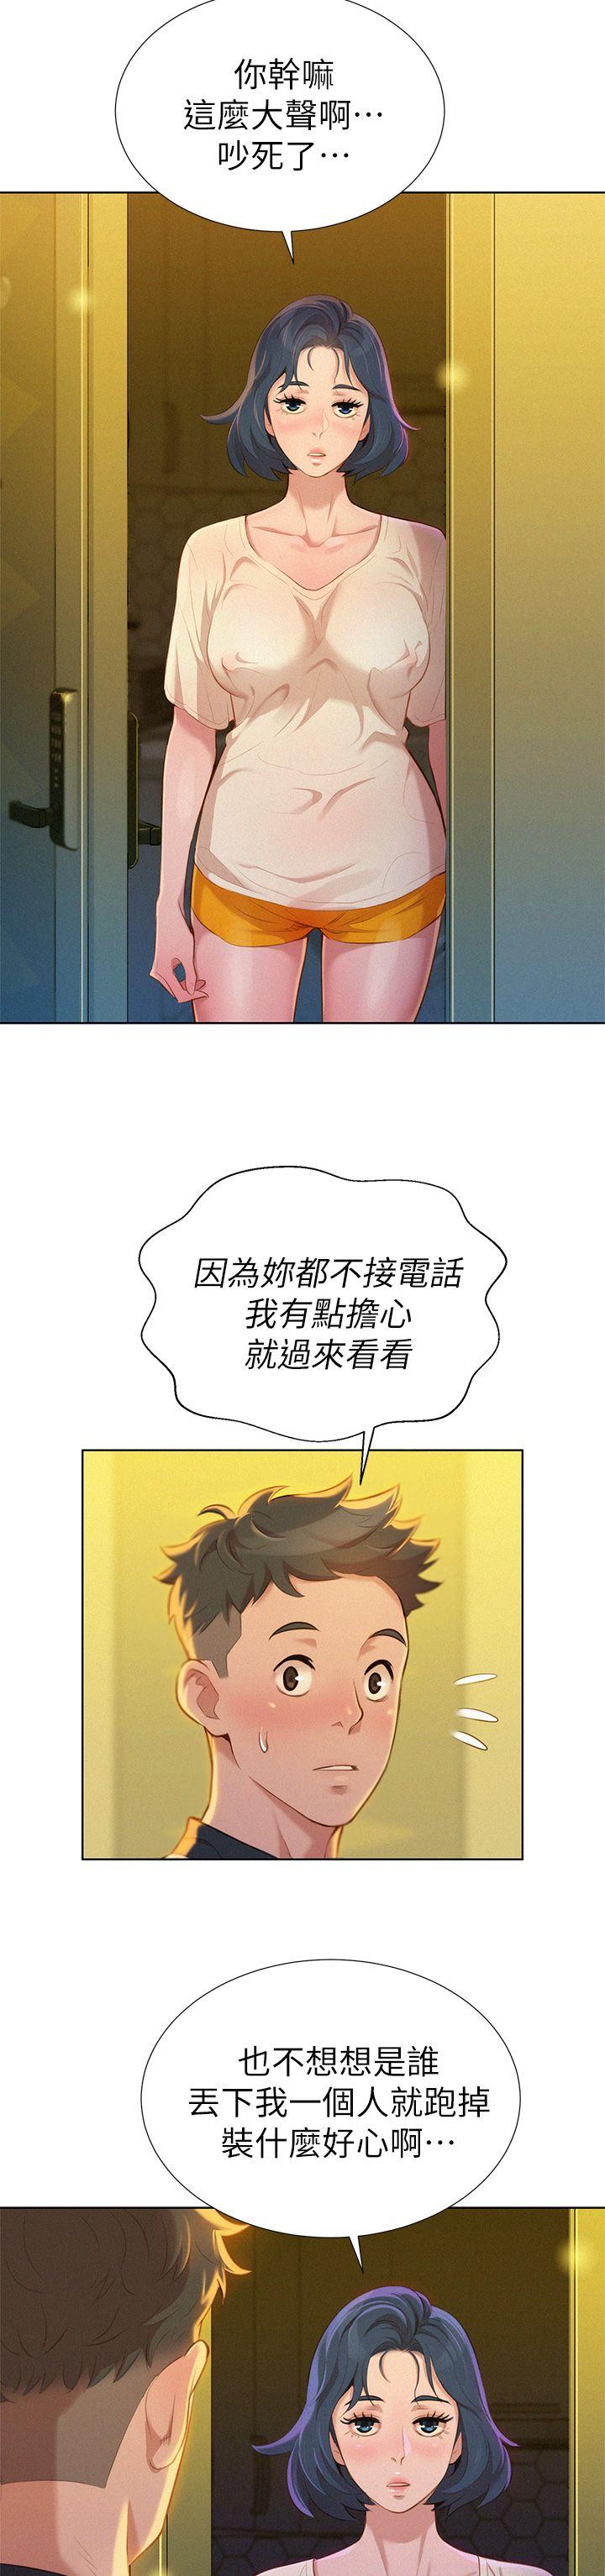 你幹嘛
這麼大聲啊…
吵死了…
因為妳都不接電話
我有點擔心
就過來看看
也不想想是誰
丟下我一個人就跑掉
裝什麼好心啊…